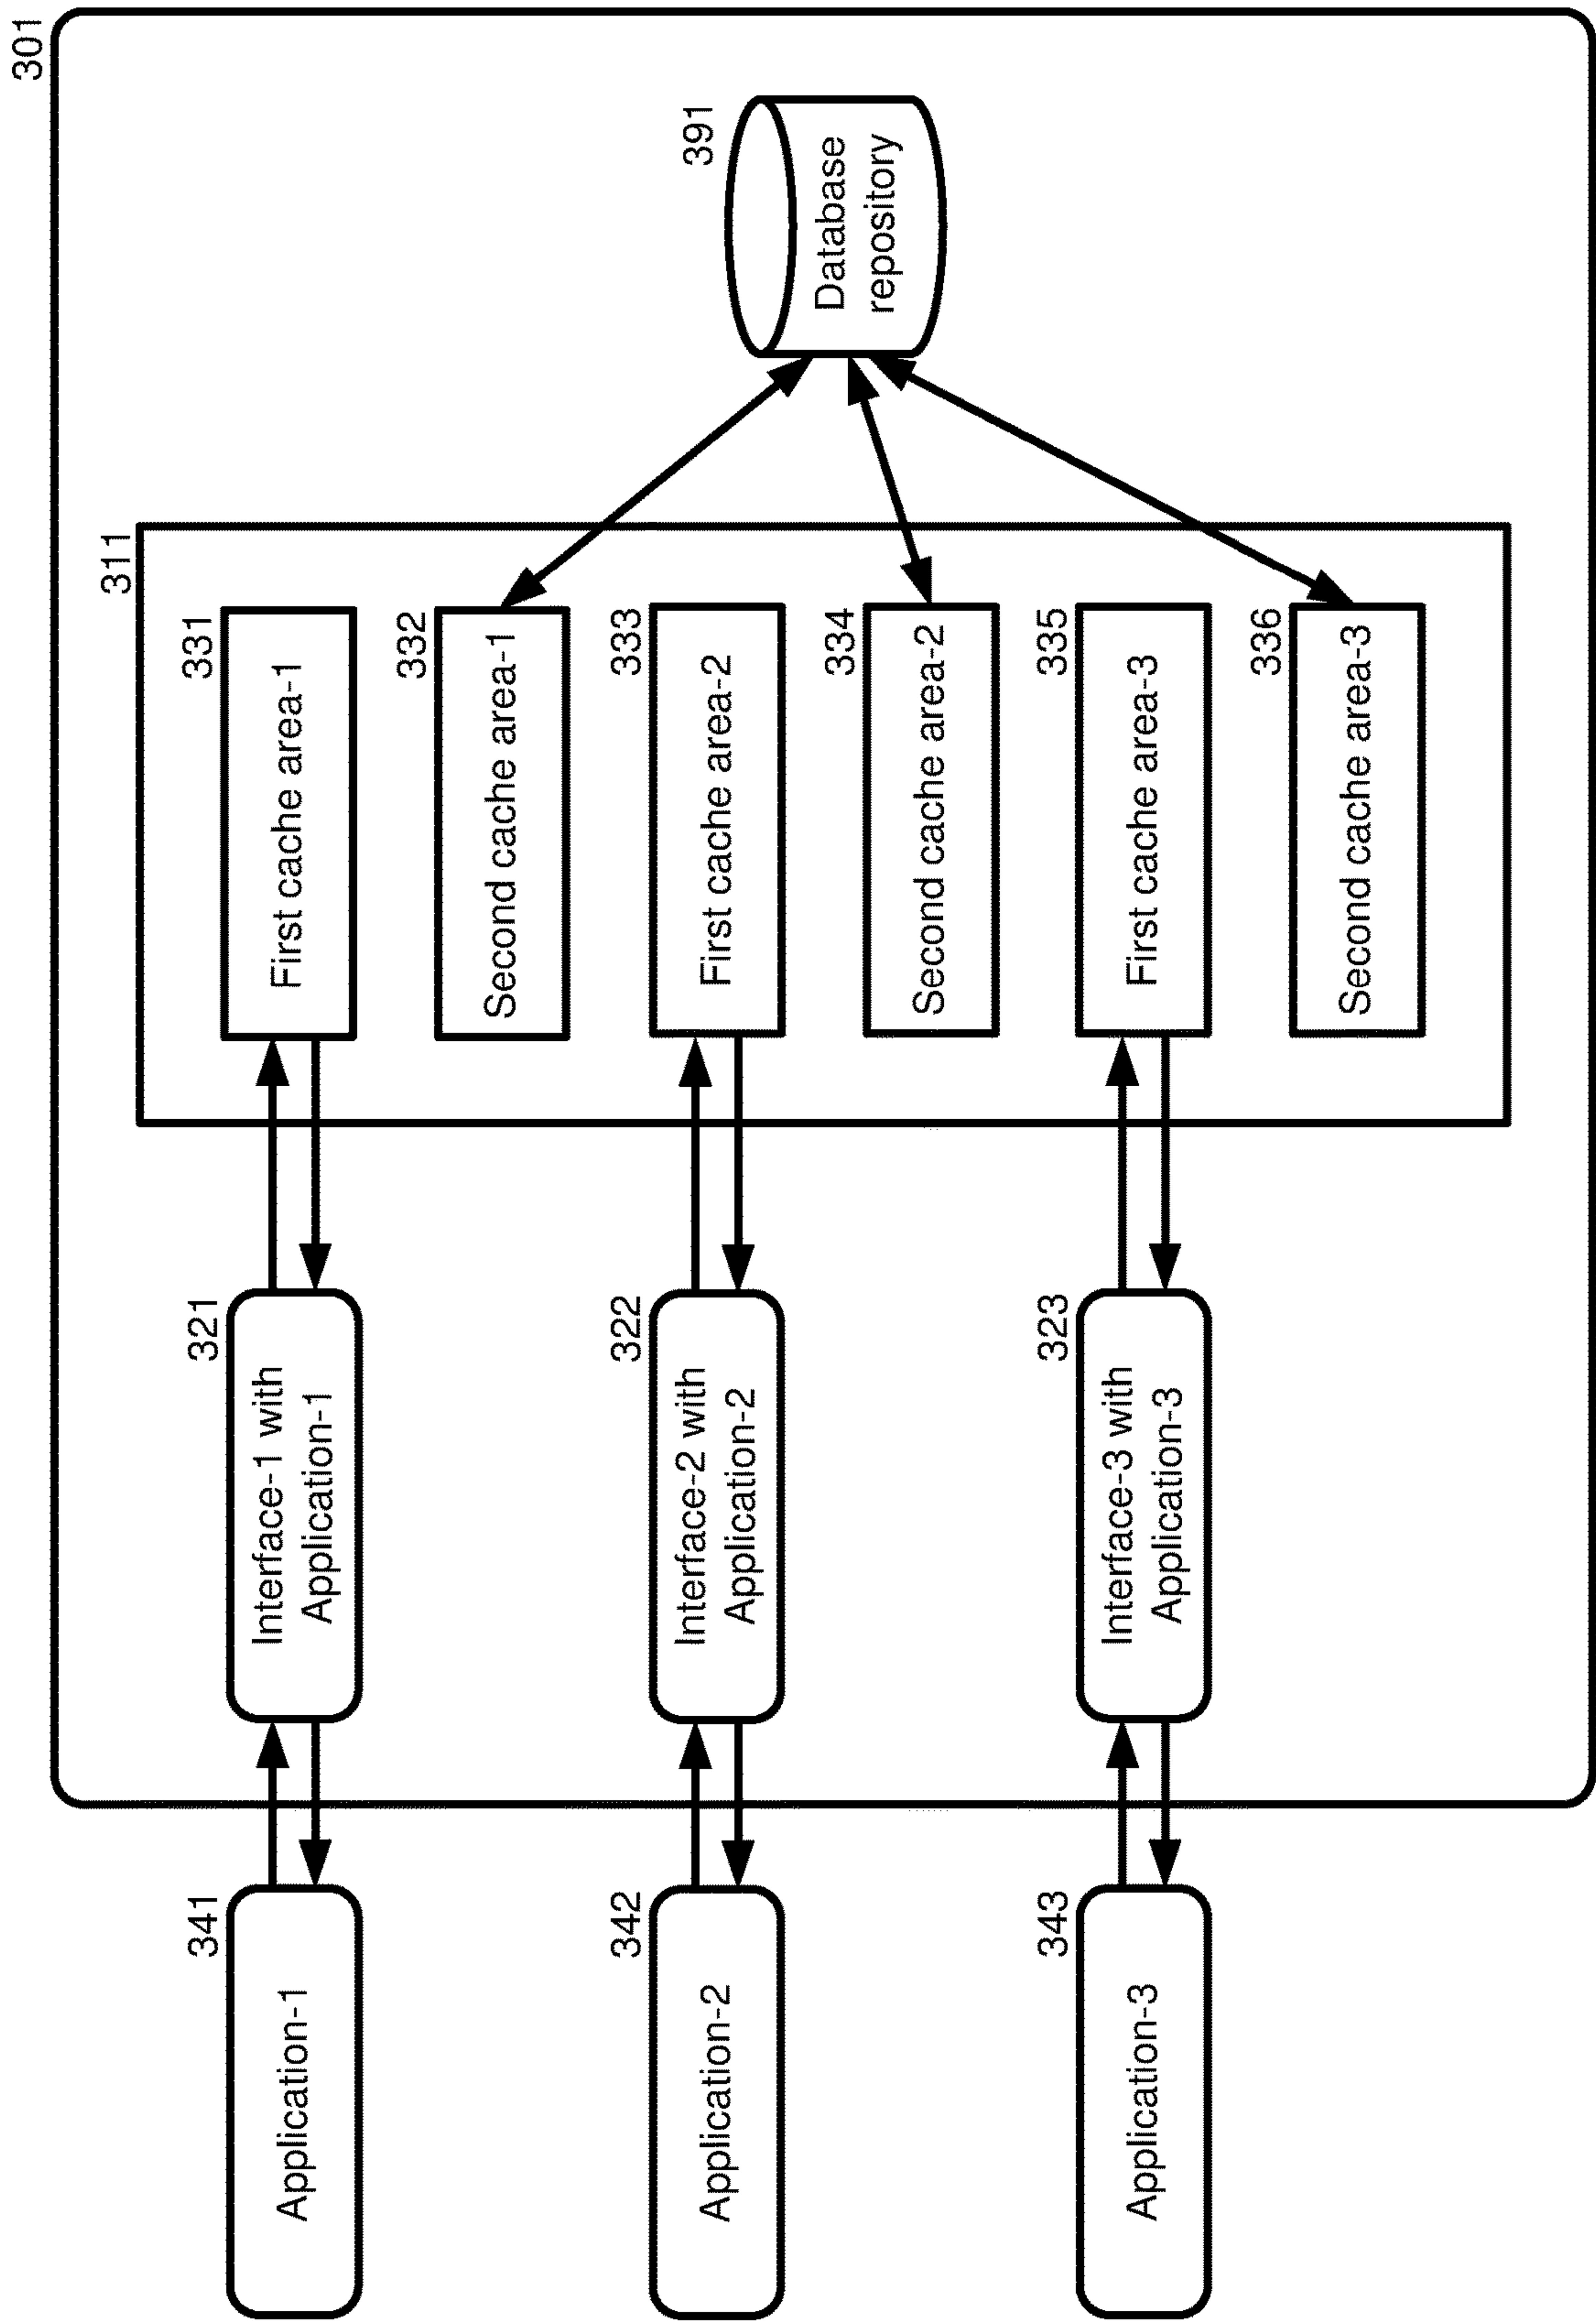 301
311
341
Application-1
321
Interface-1 with
Application-1
331
First cache area-1
332
Second cache area-1
342
Application-2
322
Interface-2 with
Application-2
333
First cache area-2
334
Second cache area-2
391
Database
repository
343
Application-3
323
Interface-3 with
Application-3
335
First cache area-3
336
Second cache area-3